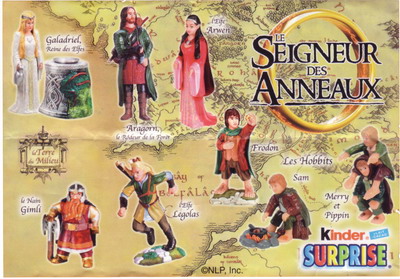 LE
SEIGNEUR
DES
ANNEAUX
Galadriel,
Reine des Elfes
l'Elfe
Arwen
Aragorn,
le Rôdeur de la Forêt
la Terre
du Milieu
Frodon
Les Hobbits
Sam
Merry
et
Pippin
le Nain
Gimli
l'Elfe
Legolas
©NLP, Inc.
Kinder
SURPRISE